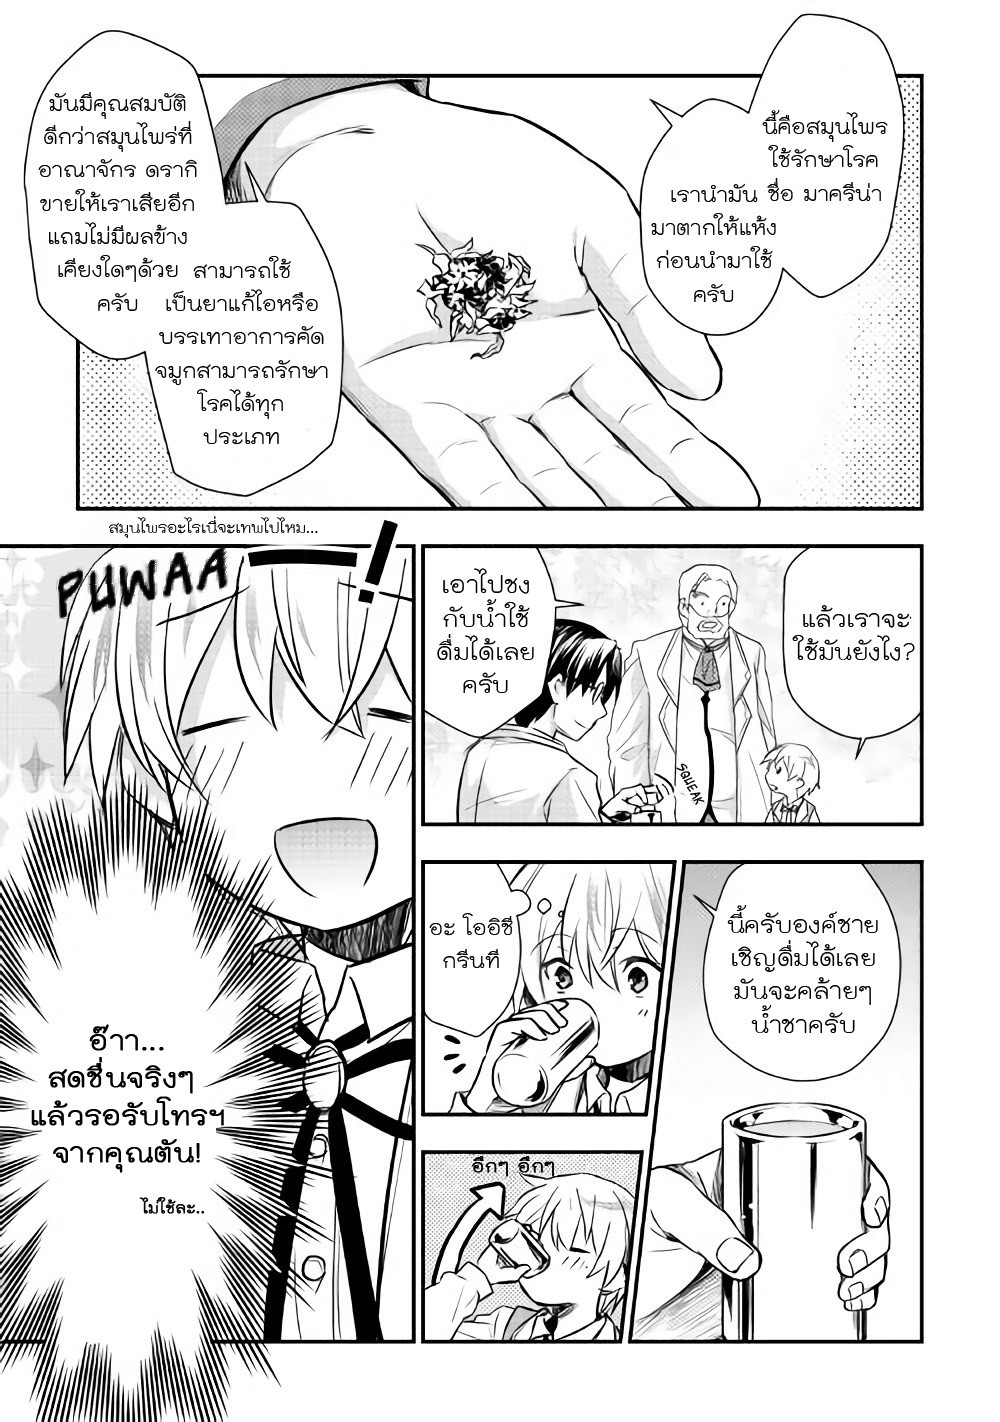 นี้คือสมุนไพร
ใช้รักษาโรค
ชื่อ มาครีน่า
เรานำมัน
มาตากให้แห้ง
ก่อนนำมาใช้
ครับ
มันมีคุณสมบัติ
ดีกว่าสมุนไพร่ที่
อาณาจักร ดรากิ
ขายให้เราเสียอีก
แถมไม่มีผลข้าง
เคียงใดๆด้วย
ครับ
สามารถใช้
เป็นยาแก้ไอหรือ
บรรเทาอาการคัด
จมูกสามารถรักษา
โรคได้ทุก
ประเภท
สมุนไพรอะไรเนี่จะเทพไปไหม...
แล้วเราจะ
ใช้มันยังไง?
เอาไปชง
กับน้ำใช้
ดื่มได้เลย
ครับ
SQUEAK
นี้ครับองค์ชาย
เชิญดื่มได้เลย
มันจะคล้ายๆ
น้ำชาครับ
อะ โออิชี
กรีนที
อึกๆ อึกๆ
PUWAA
อ๊าา...
สดชื่นจริงๆ
แล้วรอรับโทรฯ
จากคุณตัน!
ไม่ใช้ละ..